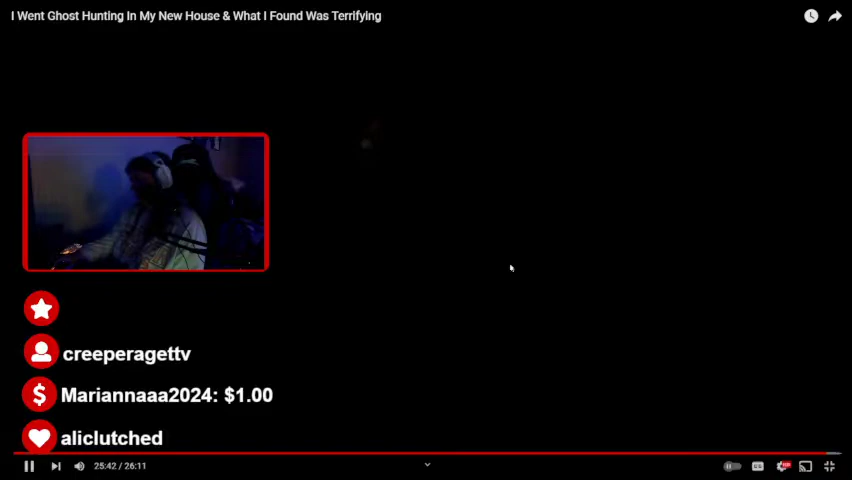 I Went Ghost Hunting In My New House & What I Found Was Terrifying
creeperagettv
Mariannaaa2024: $1.00
aliclutched
25:42 / 26:11